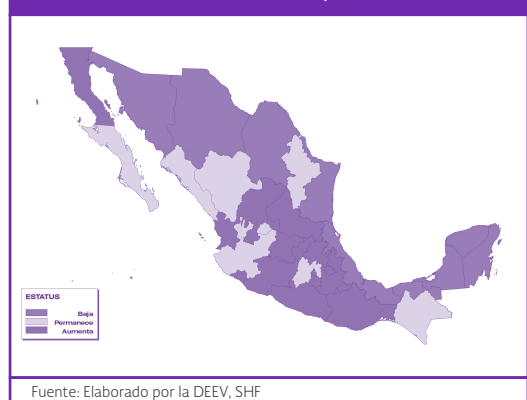 ESTATUS
Baja
Permanece
Aumenta
Fuente: Elaborado por la DEEV, SHF